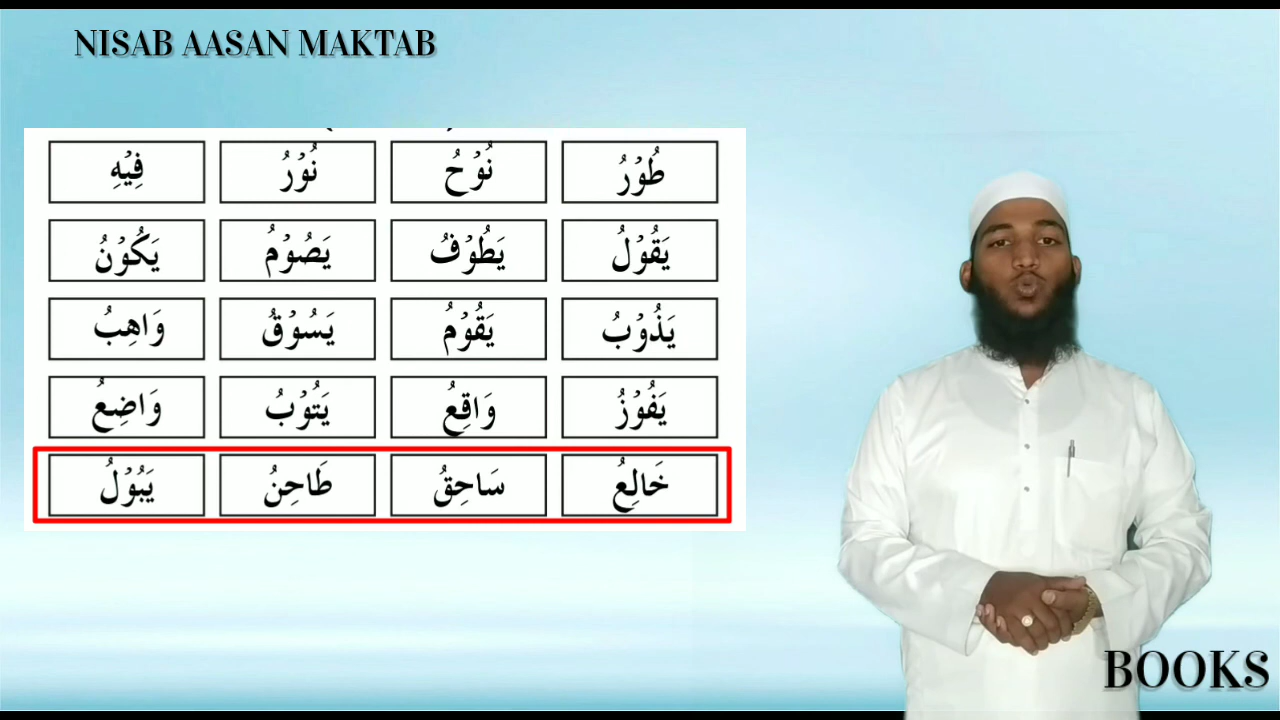 NISAB AASAN MAKTAB
طُوْرُ نُوْحُ نُوْرُ فِيْهِ
يَقُوْلُ يَطُوْفُ يَصُوْمُ يَكُوْنُ
يَذُوْبُ يَقُوْمُ يَسُوْقُ وَاهِبُ
يَفُوْزُ وَاقِعُ يَتُوْبُ وَاضِعُ
خَالِعُ سَاحِقُ طَاحِنُ يَبُوْلُ
BOOKS